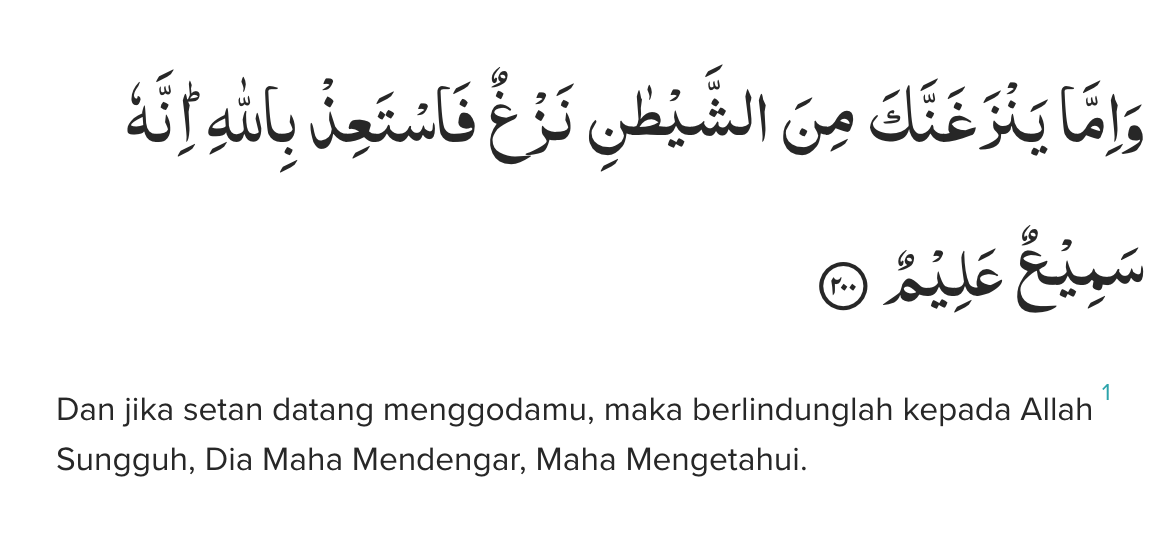 وَاِمَّا يَنْزَغَنَّكَ مِنَ الشَّيْطٰنِ نَزْغٌ فَاسْتَعِذْ بِاللّٰهِ ۗاِنَّهٗ
سَمِيْعٌ عَلِيْمٌ ٢٠٠
Dan jika setan datang menggodamu, maka berlindunglah kepada Allah 1
Sungguh, Dia Maha Mendengar, Maha Mengetahui.